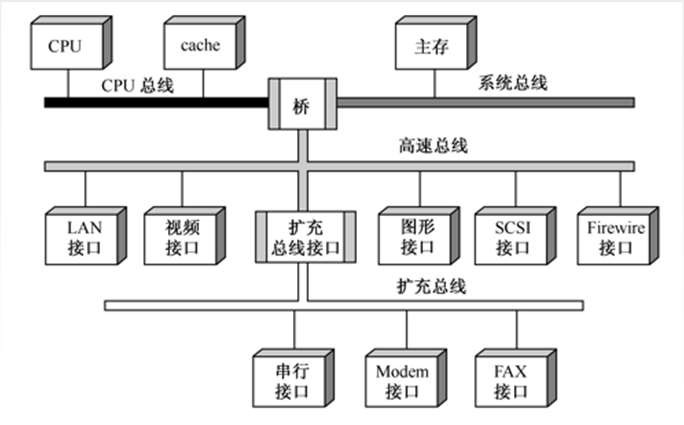 CPU
cache
主存
CPU 总线
系统总线
桥
高速总线
LAN
接口
视频
接口
扩充
总线接口
图形
接口
SCSI
接口
Firewire
接口
扩充总线
串行
接口
Modem
接口
FAX
接口